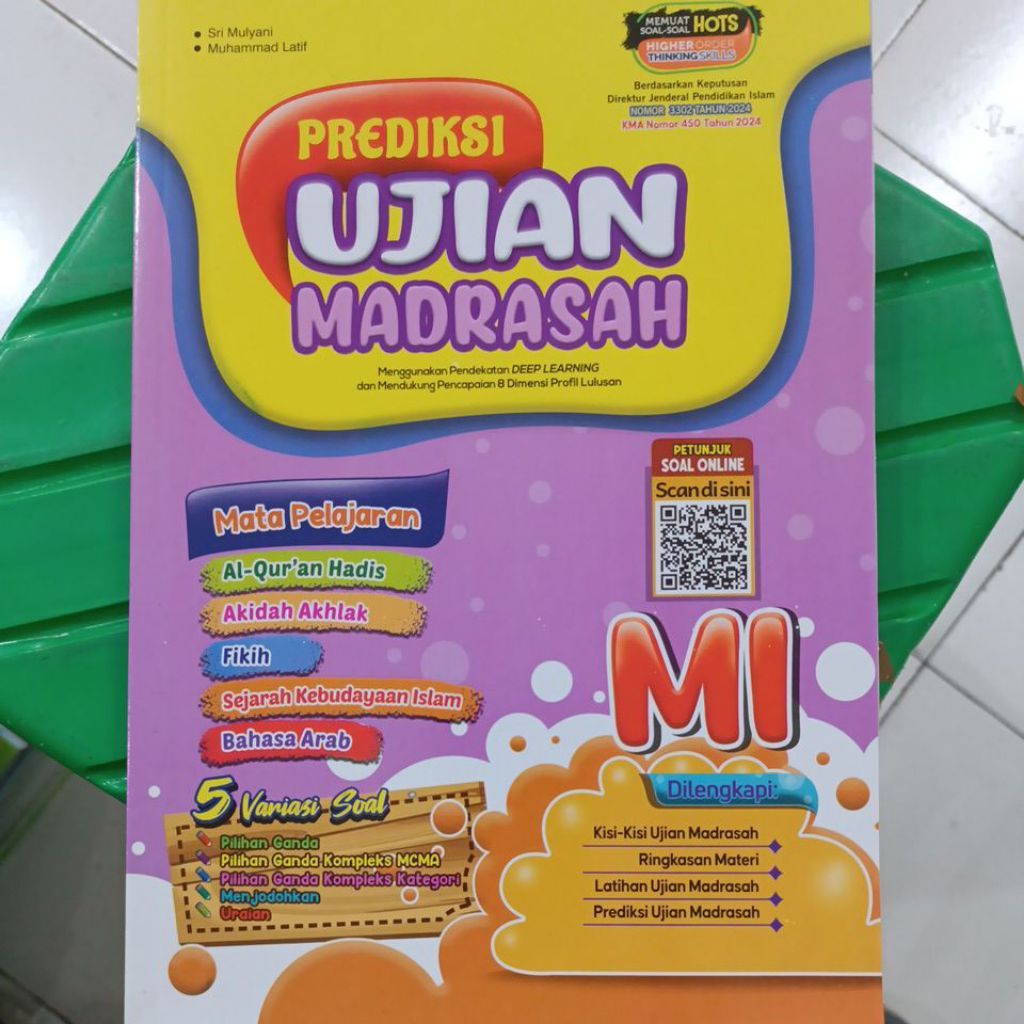 • Sri Mulyani
• Muhammad Latif
MEMUAT
SOAL-SOAL HOTS
HIGHER ORDER
THINKING SKILLS
Berdasarkan Keputusan
Direktur Jenderal Pendidikan Islam
NOMOR 3302 TAHUN 2024
KMA Nomor 450 Tahun 2024
PREDIKSI
UJIAN
MADRASAH
Menggunakan Pendekatan DEEP LEARNING
dan Mendukung Pencapaian 8 Dimensi Profil Lulusan
PETUNJUK
SOAL ONLINE
Scan di sini
Mata Pelajaran
Al-Qur'an Hadis
Akidah Akhlak
Fikih
Sejarah Kebudayaan Islam
Bahasa Arab
MI
5 Variasi Soal
Pilihan Ganda
Pilihan Ganda Kompleks MCMA
Pilihan Ganda Kompleks Kategori
Menjodohkan
Uraian
Dilengkapi:
Kisi-Kisi Ujian Madrasah
Ringkasan Materi
Latihan Ujian Madrasah
Prediksi Ujian Madrasah